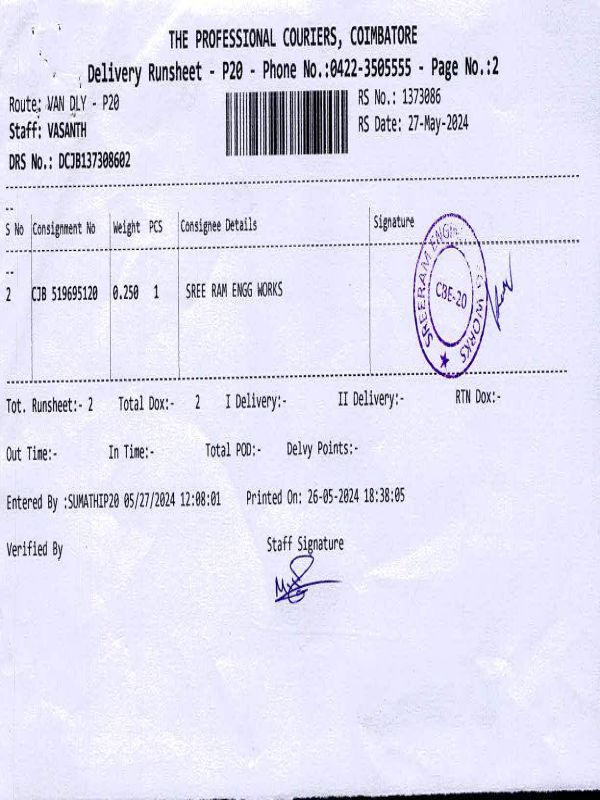 THE PROFESSIONAL COURIERS, COIMBATORE
Delivery Runsheet - P20 - Phone No.:0422-3505555 - Page No.:2
Route: VAN DLY - P20
RS No.: 1373086
Staff: VASANTH
RS Date: 27-May-2024
DRS No.: DCJB137308602
--
S No Consignment No Weight PCS Consignee Details Signature
--
2 CJB 519695120 0.250 1 SREE RAM ENGG WORKS
SREERAM ENGG WORKS
CBE-20
Tot. Runsheet:- 2 Total Dox:- 2 I Delivery:- II Delivery:- RTN Dox:-
Out Time:- In Time:- Total POD:- Delvy Points:-
Entered By :SUMATHIP20 05/27/2024 12:08:01 Printed On: 26-05-2024 18:38:05
Verified By Staff Signature